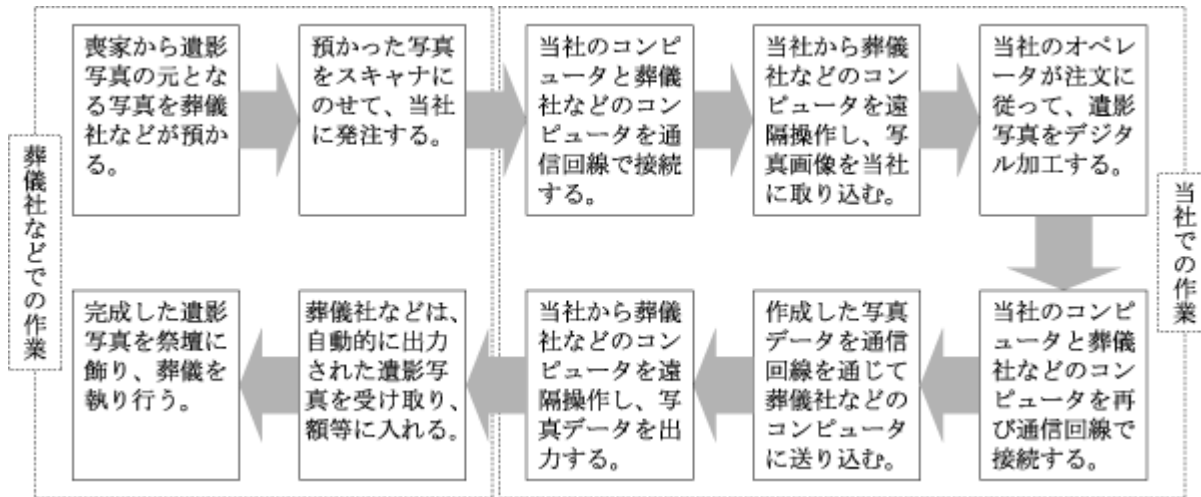 葬儀社などでの作業
喪家から遺影
写真の元とな
る写真を葬儀
社などが預か
る。
預かった写真
をスキャナに
のせて、当社
に発注する。
当社のコンピ
ュータと葬儀
社などのコン
ピュータを通
信回線で接続
する。
当社から葬儀
社などのコン
ピュータを遠
隔操作し、写
真画像を当社
に取り込む。
当社のオペレ
ータが注文に
従って、遺影
写真をデジタ
ル加工する。
当社での作業
当社のコンピ
ュータと葬儀
社などのコン
ピュータを再
び通信回線で
接続する。
作成した写真
データを通信
回線を通じて
葬儀社などの
コンピュータ
に送り込む。
当社から葬儀
社などのコン
ピュータを遠
隔操作し、写
真データを出
力する。
葬儀社などは、
自動的に出力
された遺影写
真を受け取り、
額等に入れる。
完成した遺影
写真を祭壇に
飾り、葬儀を
執り行う。